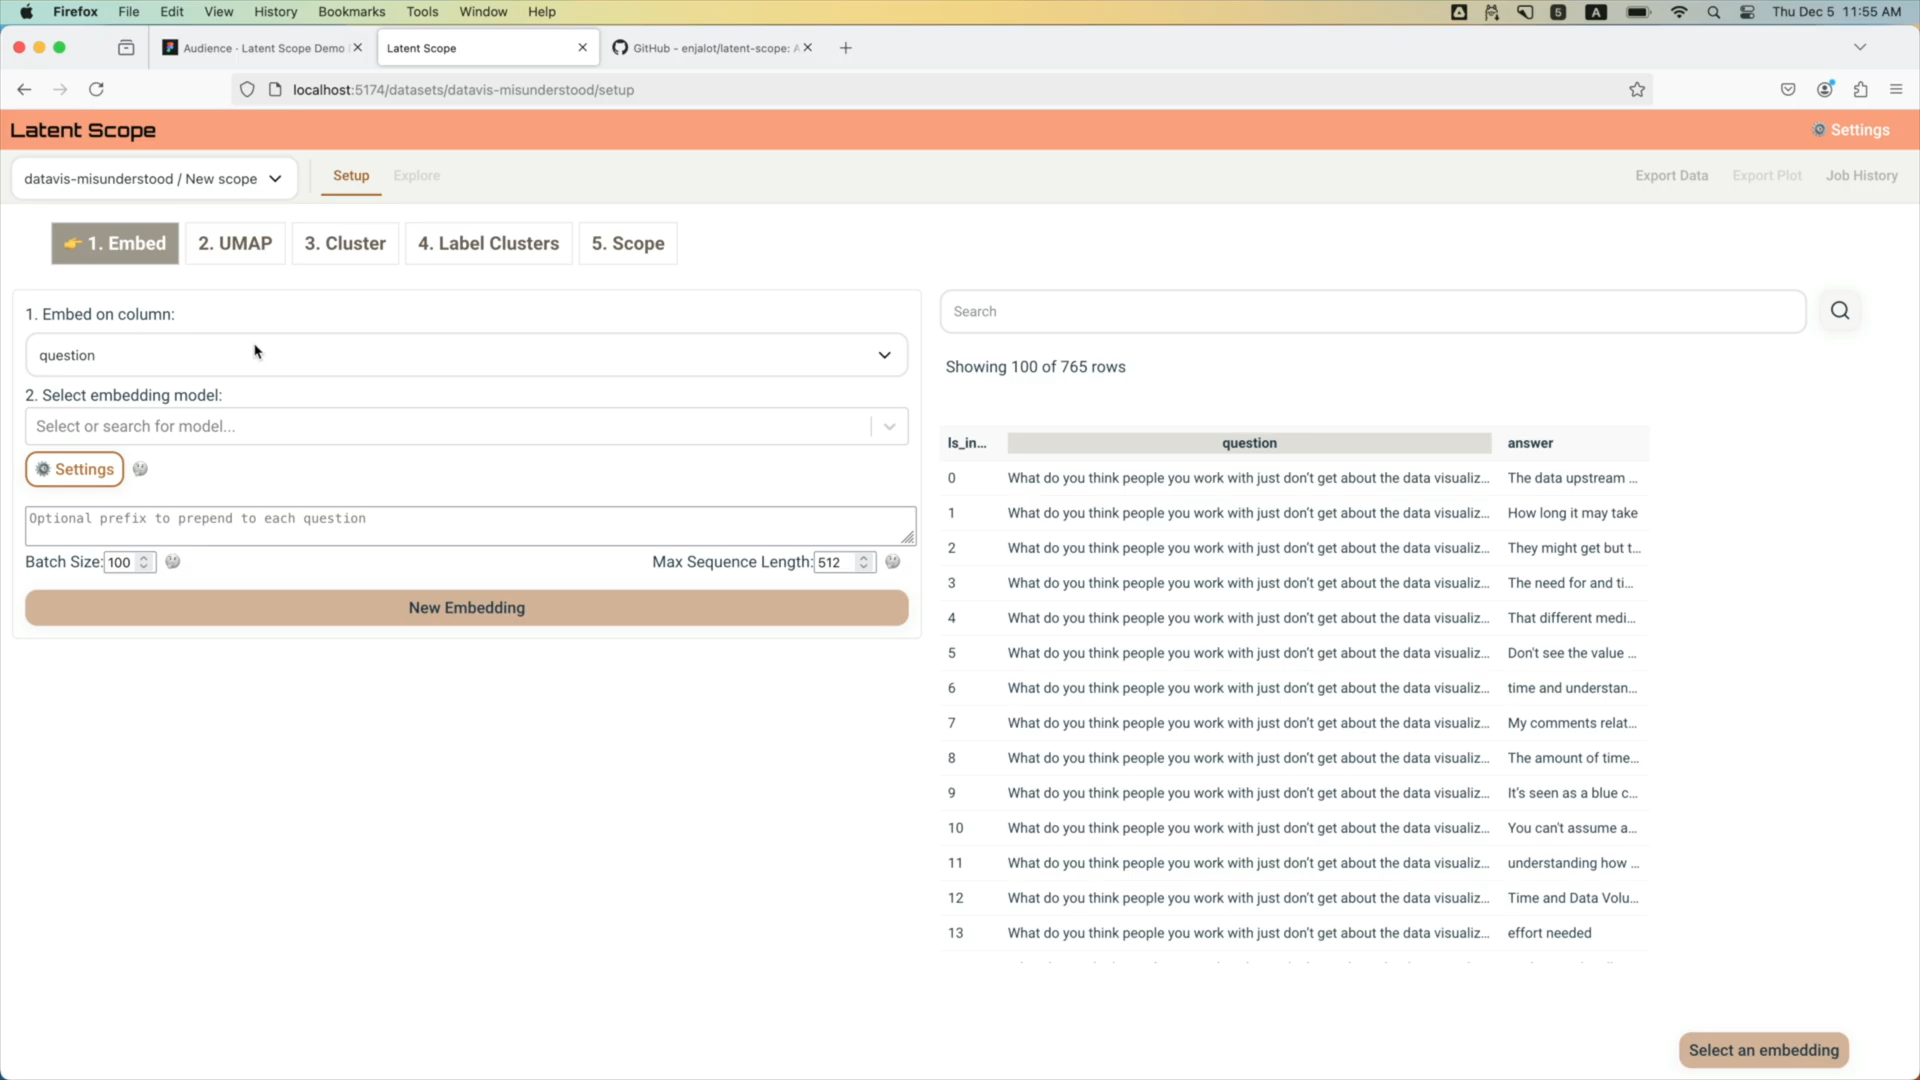 Firefox File Edit View History Bookmarks Tools Window Help 5 A Thu Dec 5 11:55 AM
Audience · Latent Scope Demo Latent Scope GitHub - enjalot/latent-scope: A
localhost:5174/datasets/datavis-misunderstood/setup
Latent Scope Settings
datavis-misunderstood / New scope Setup Explore Export Data Export Plot Job History
1. Embed 2. UMAP 3. Cluster 4. Label Clusters 5. Scope
1. Embed on column:
question
2. Select embedding model:
Select or search for model...
Settings
Optional prefix to prepend to each question
Batch Size: 100 Max Sequence Length: 512
New Embedding
Search
Showing 100 of 765 rows
ls_in... question answer
0 What do you think people you work with just don't get about the data visualiz... The data upstream ...
1 What do you think people you work with just don't get about the data visualiz... How long it may take
2 What do you think people you work with just don't get about the data visualiz... They might get but t...
3 What do you think people you work with just don't get about the data visualiz... The need for and ti...
4 What do you think people you work with just don't get about the data visualiz... That different medi...
5 What do you think people you work with just don't get about the data visualiz... Don't see the value ...
6 What do you think people you work with just don't get about the data visualiz... time and understan...
7 What do you think people you work with just don't get about the data visualiz... My comments relat...
8 What do you think people you work with just don't get about the data visualiz... The amount of time...
9 What do you think people you work with just don't get about the data visualiz... It's seen as a blue c...
10 What do you think people you work with just don't get about the data visualiz... You can't assume a...
11 What do you think people you work with just don't get about the data visualiz... understanding how ...
12 What do you think people you work with just don't get about the data visualiz... Time and Data Volu...
13 What do you think people you work with just don't get about the data visualiz... effort needed
Select an embedding